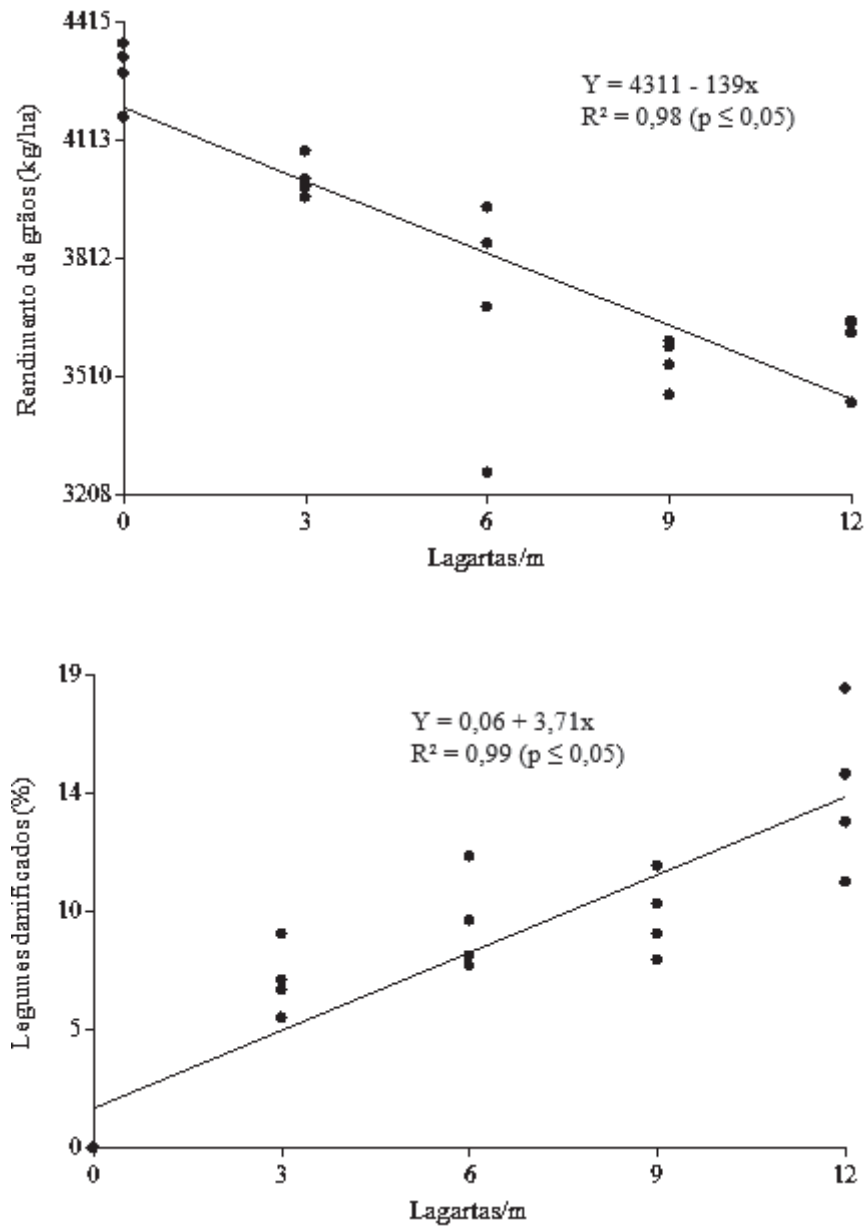 4415
Y = 4311 - 139x
R² = 0,98 (p ≤ 0,05)
4113
3812
3510
3208
Rendimento de grãos (kg/ha)
0 3 6 9 12
Lagartas/m
19
Y = 0,06 + 3,71x
R² = 0,99 (p ≤ 0,05)
14
10
5
0
Legumes danificados (%)
0 3 6 9 12
Lagartas/m